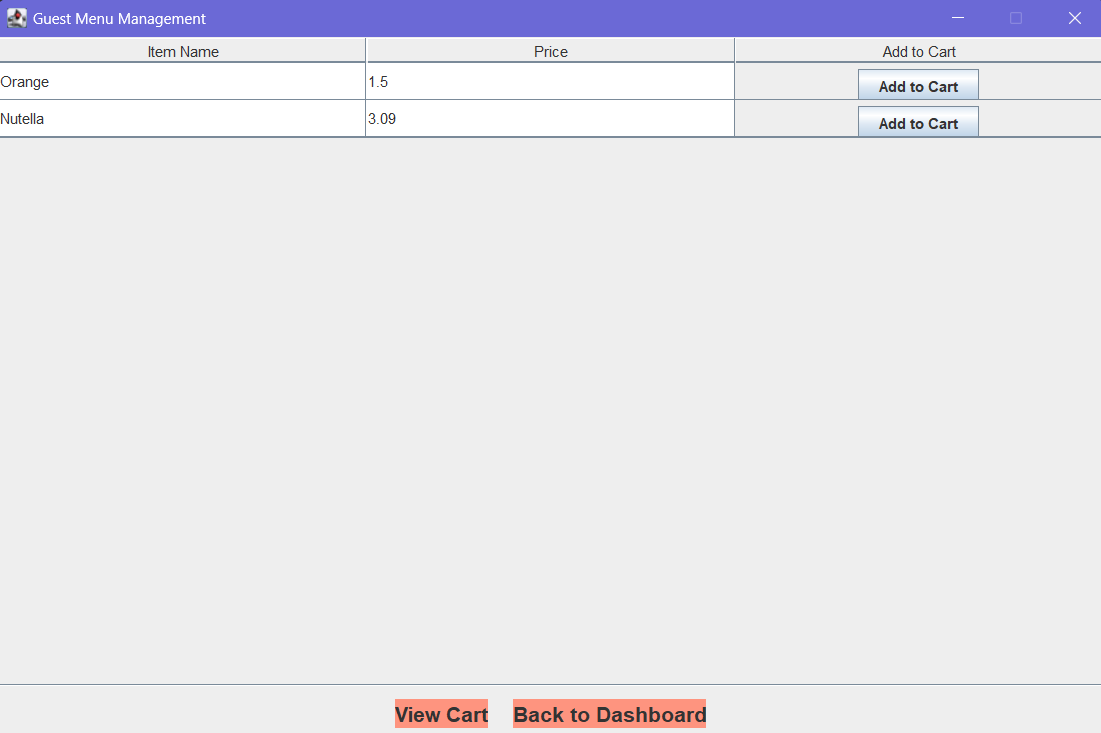 Guest Menu Management
Item Name Price Add to Cart
Orange 1.5 Add to Cart
Nutella 3.09 Add to Cart
View Cart Back to Dashboard